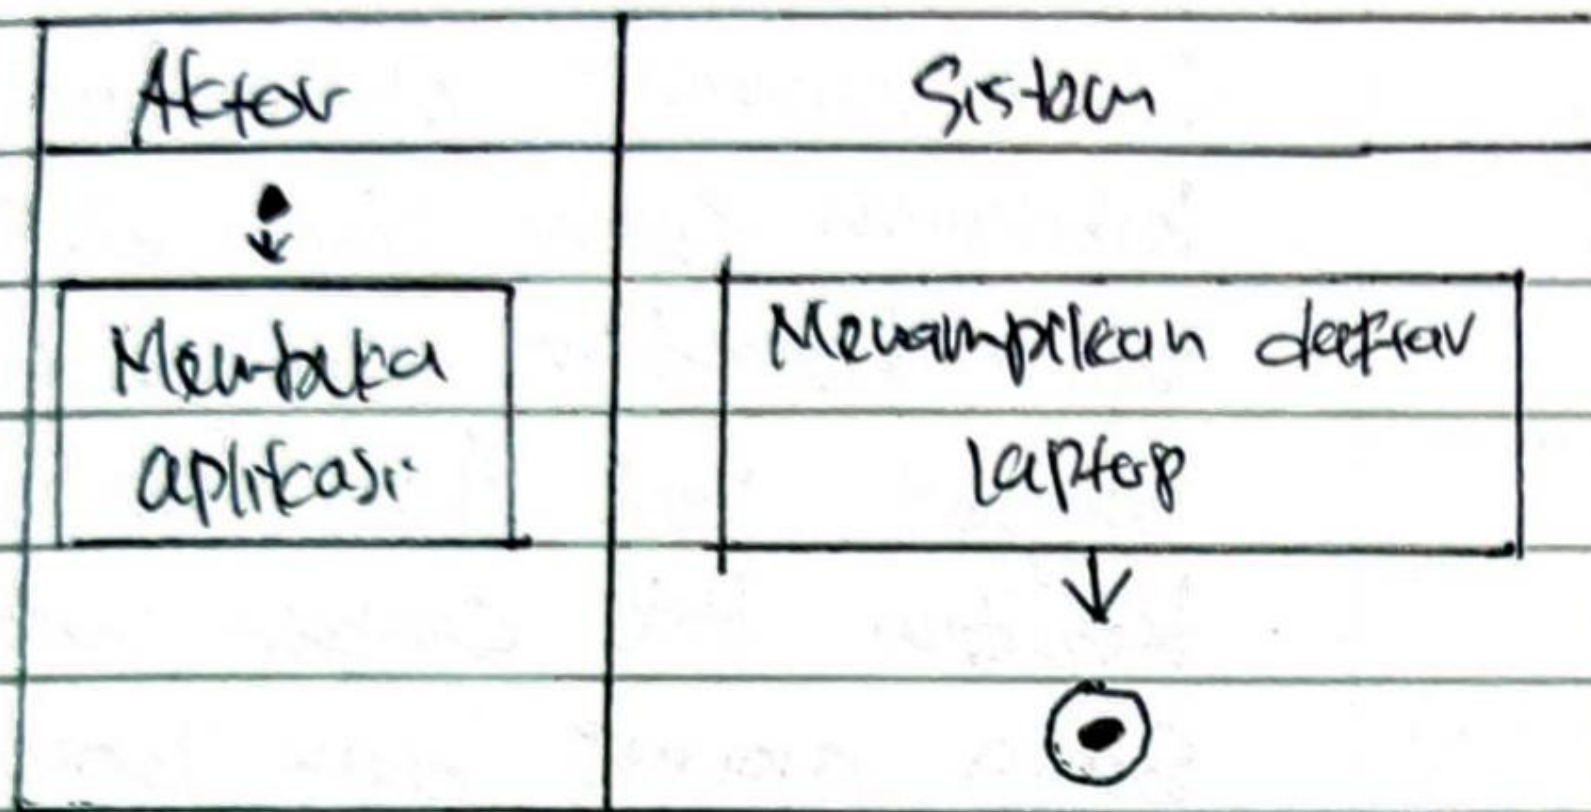 Aktor
Sistem
Membuka
aplikasi
Menampilkan daftar
laptop